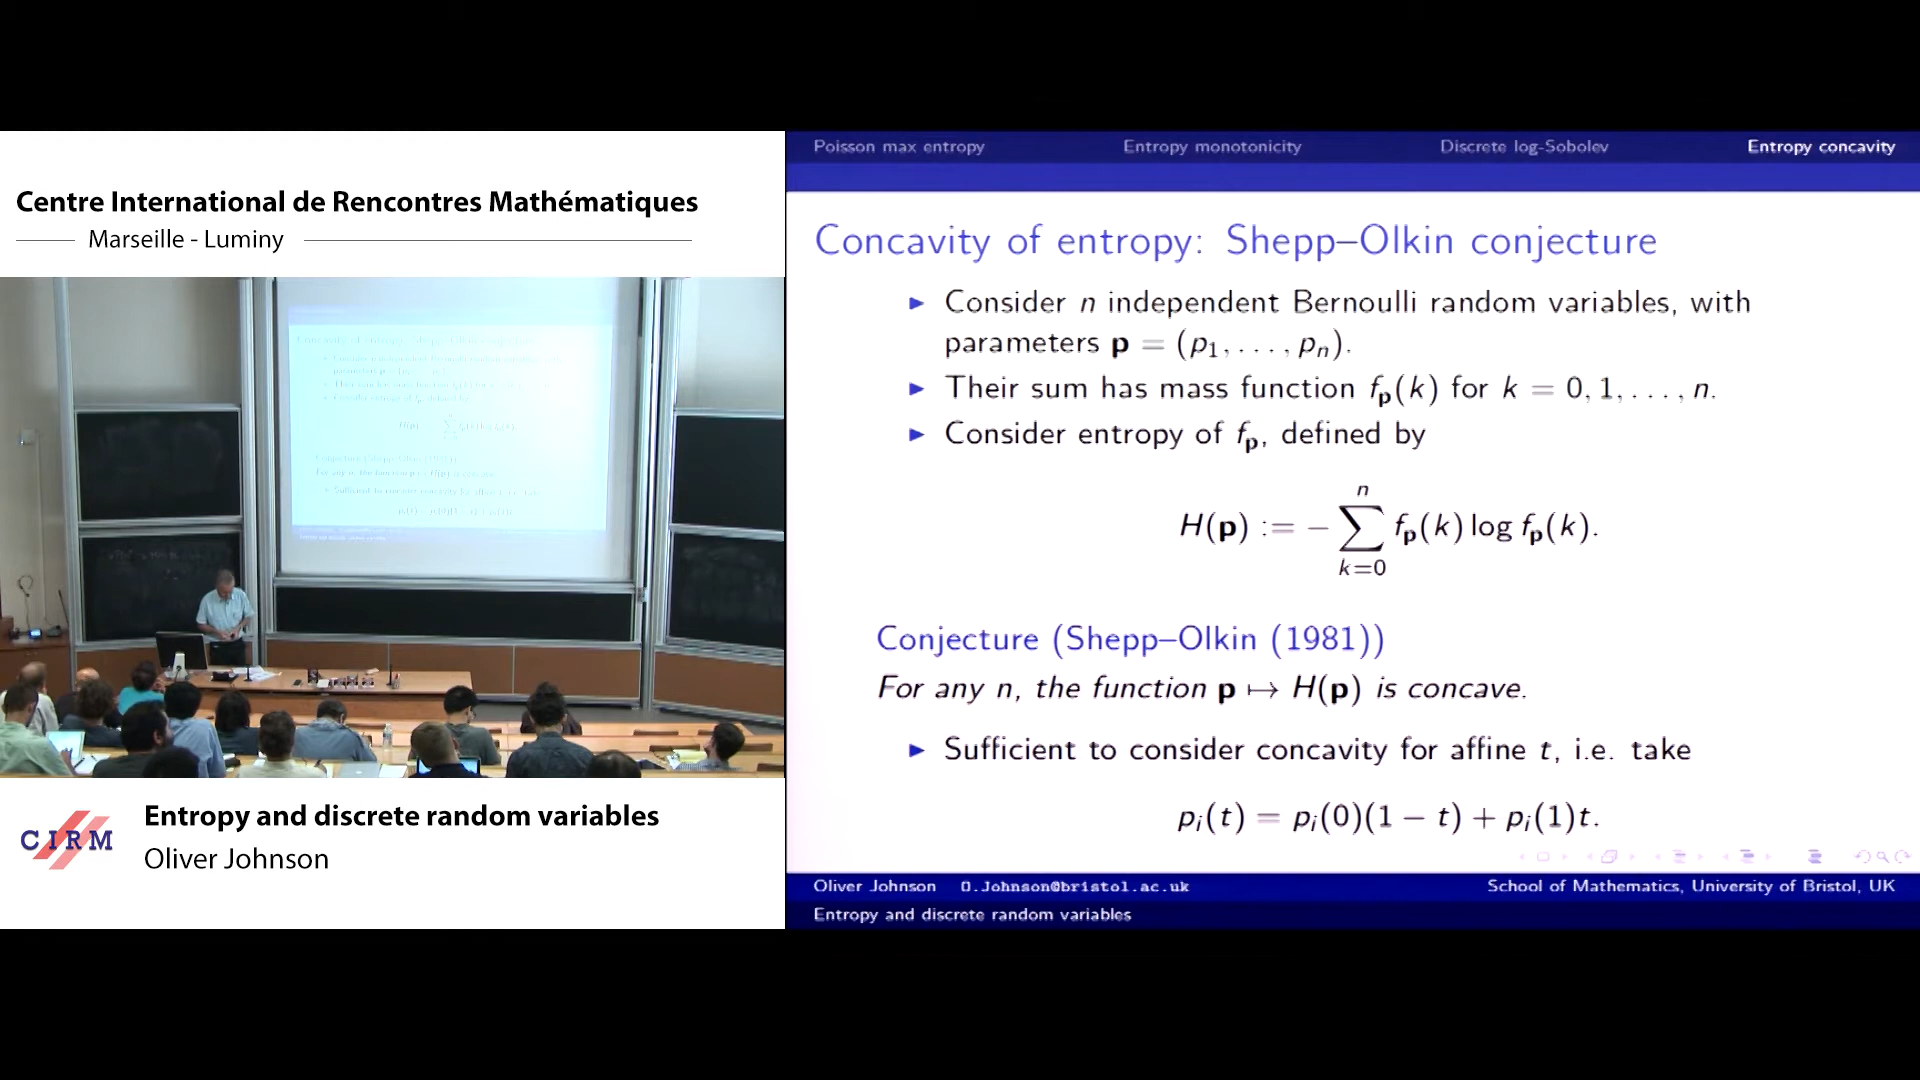 Centre International de Rencontres Mathématiques
Marseille - Luminy
CIRM
Entropy and discrete random variables
Oliver Johnson
Poisson max entropy Entropy monotonicity Discrete log-Sobolev Entropy concavity
Concavity of entropy: Shepp–Olkin conjecture
▶ Consider n independent Bernoulli random variables, with
parameters p = (p₁, . . . , pₙ).
▶ Their sum has mass function f_p(k) for k = 0, 1, . . . , n.
▶ Consider entropy of f_p, defined by
H(p) := − ∑_{k=0}^{n} f_p(k) log f_p(k).
Conjecture (Shepp–Olkin (1981))
For any n, the function p ↦ H(p) is concave.
▶ Sufficient to consider concavity for affine t, i.e. take
pᵢ(t) = pᵢ(0)(1 − t) + pᵢ(1)t.
Oliver Johnson O.Johnson@bristol.ac.uk School of Mathematics, University of Bristol, UK
Entropy and discrete random variables